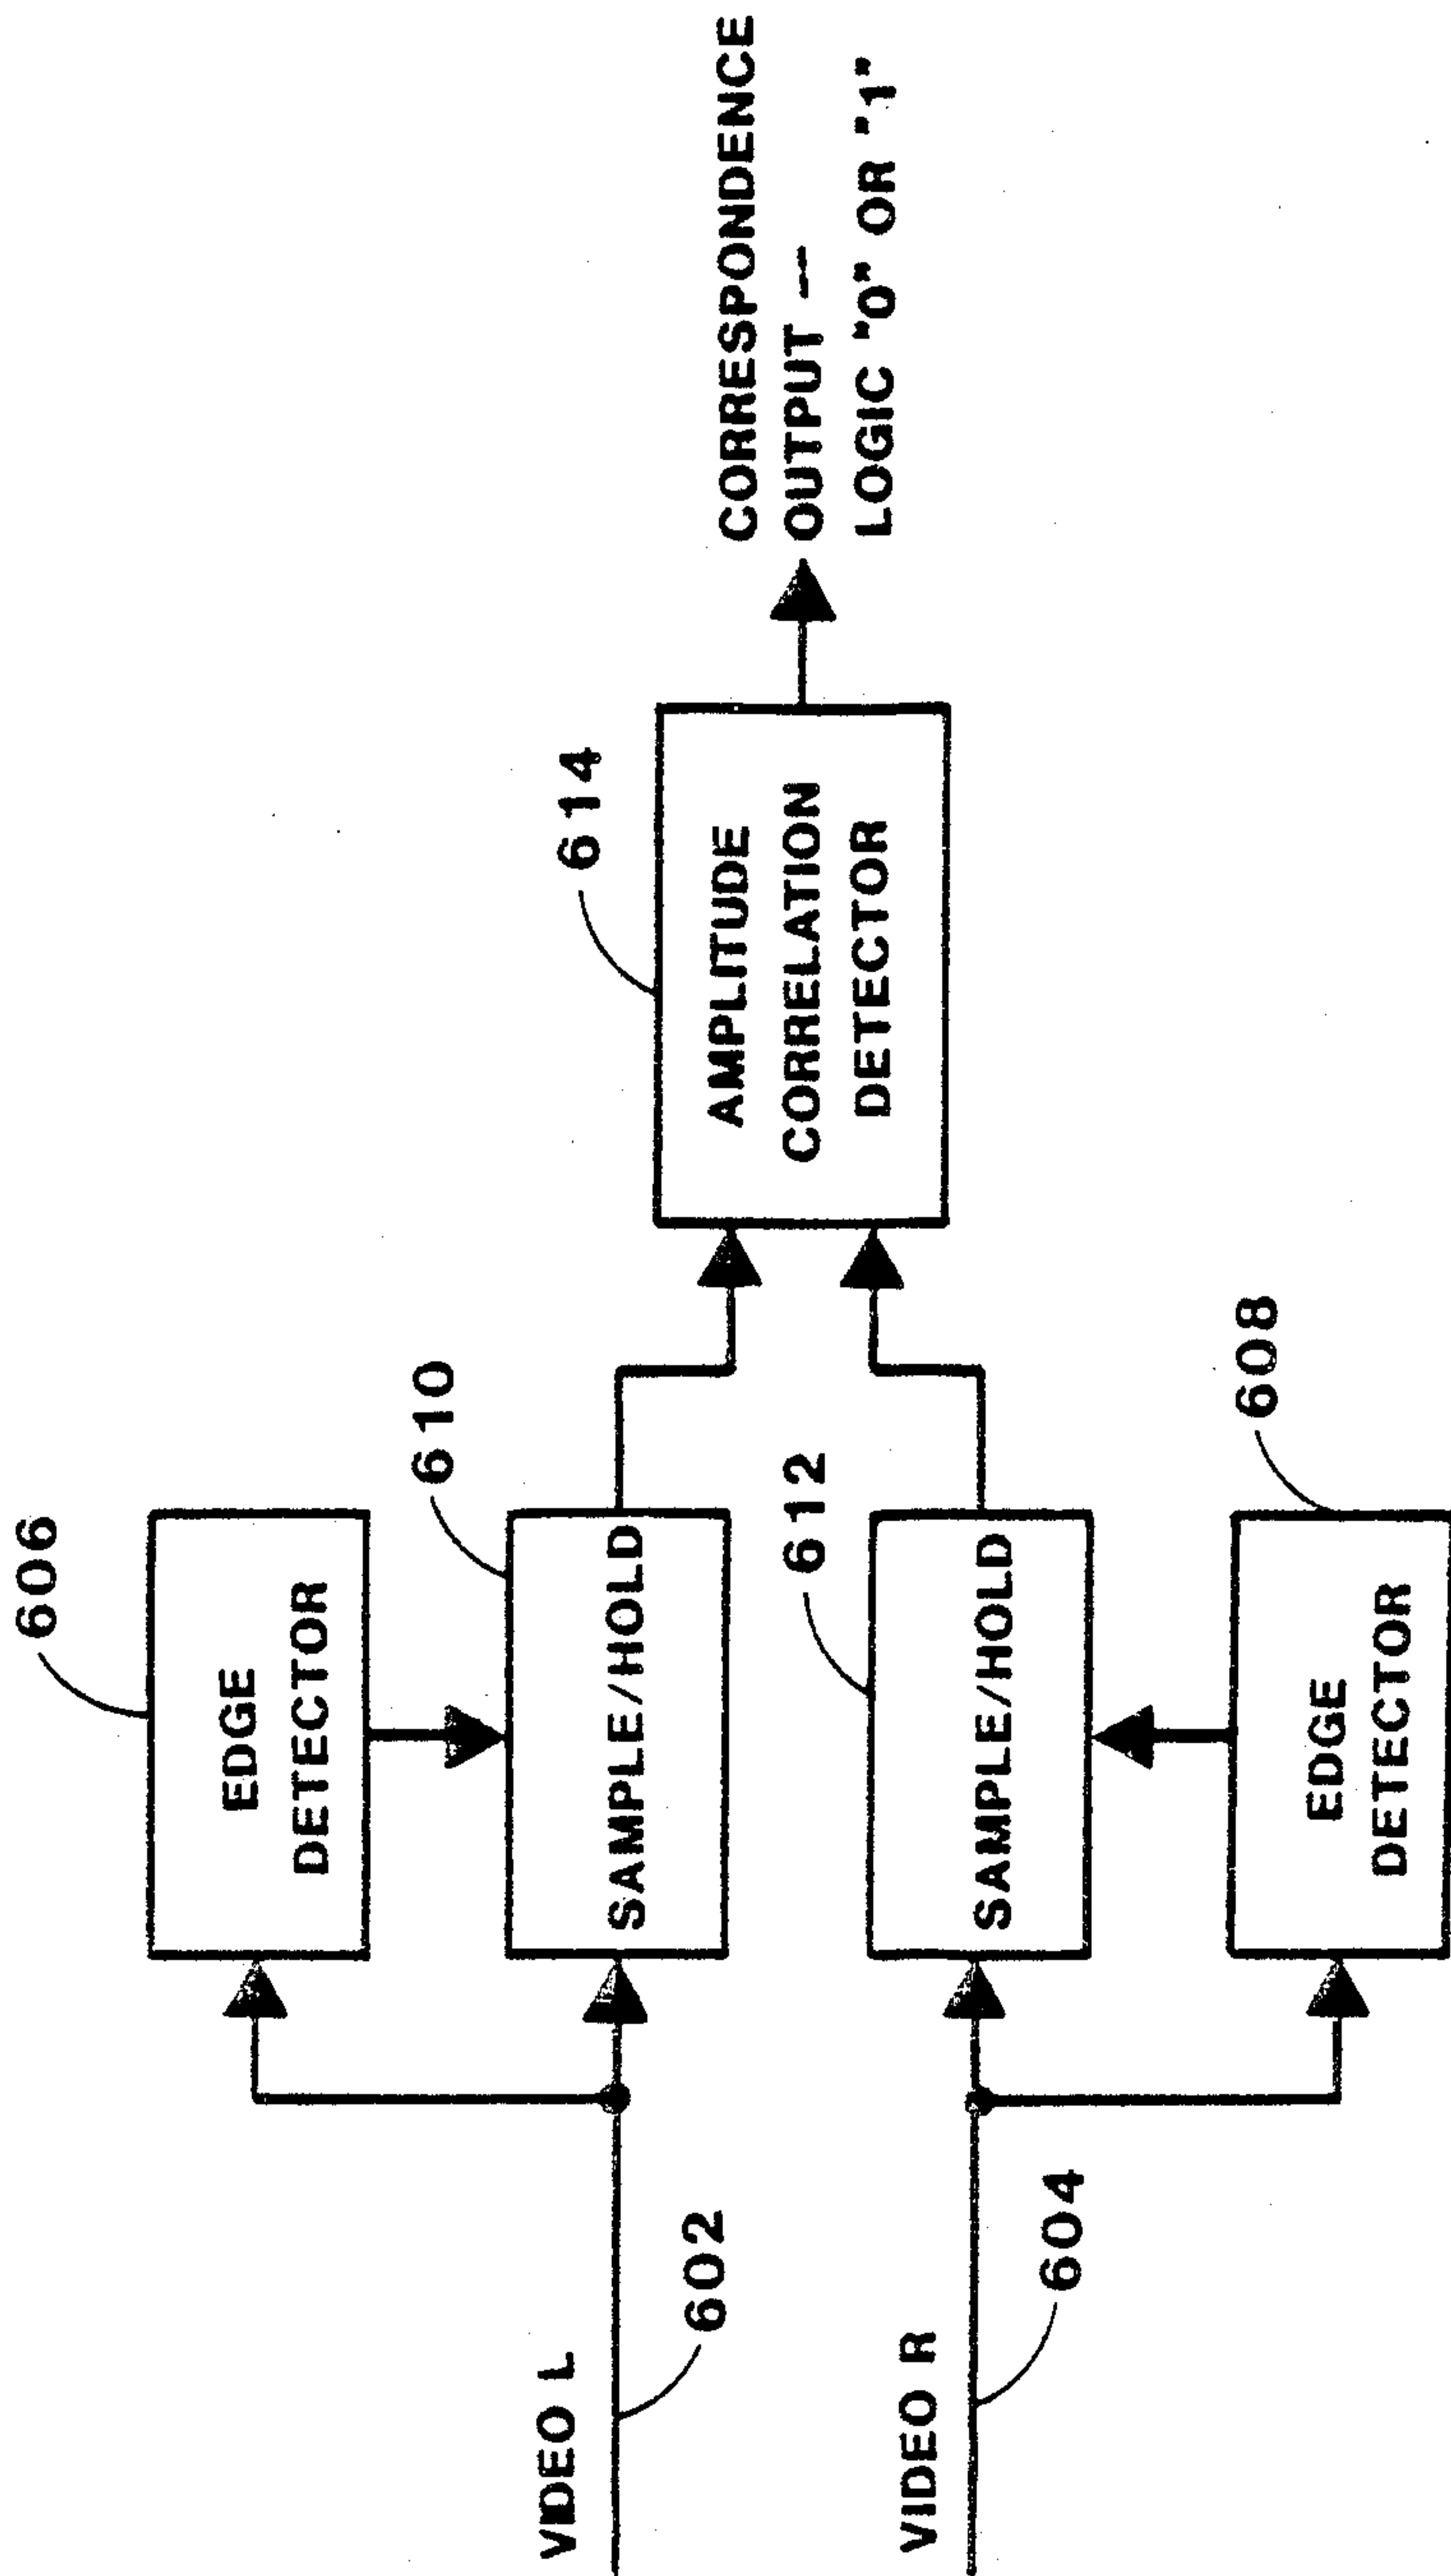 606
EDGE
DETECTOR
610
SAMPLE/HOLD
VIDEO L
602
614
AMPLITUDE
CORRELATION
DETECTOR
CORRESPONDENCE
OUTPUT —
LOGIC "0" OR "1"
612
SAMPLE/HOLD
VIDEO R
604
608
EDGE
DETECTOR